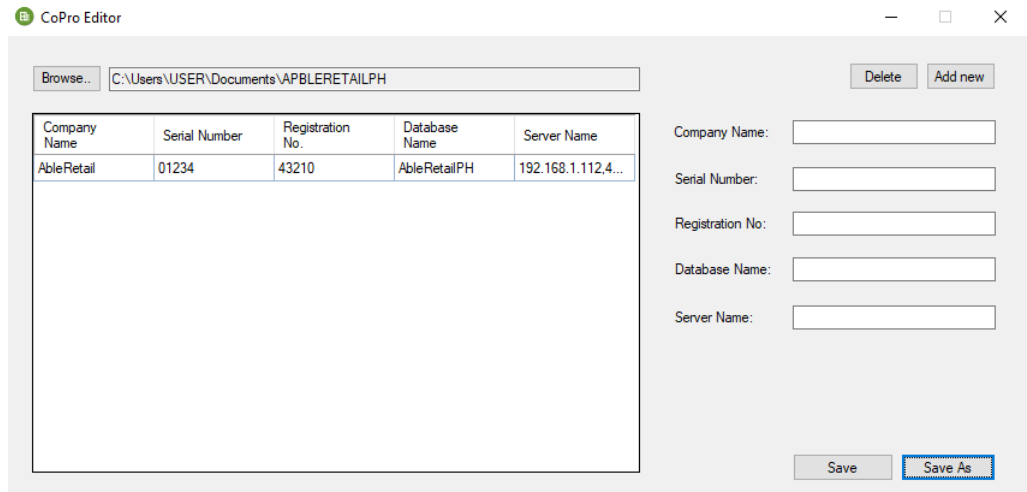 CoPro Editor
Browse.. C:\Users\USER\Documents\APBLERETAILPH Delete Add new
Company Name Serial Number Registration No. Database Name Server Name
AbleRetail 01234 43210 AbleRetailPH 192.168.1.112,4...
Company Name:
Serial Number:
Registration No:
Database Name:
Server Name:
Save Save As